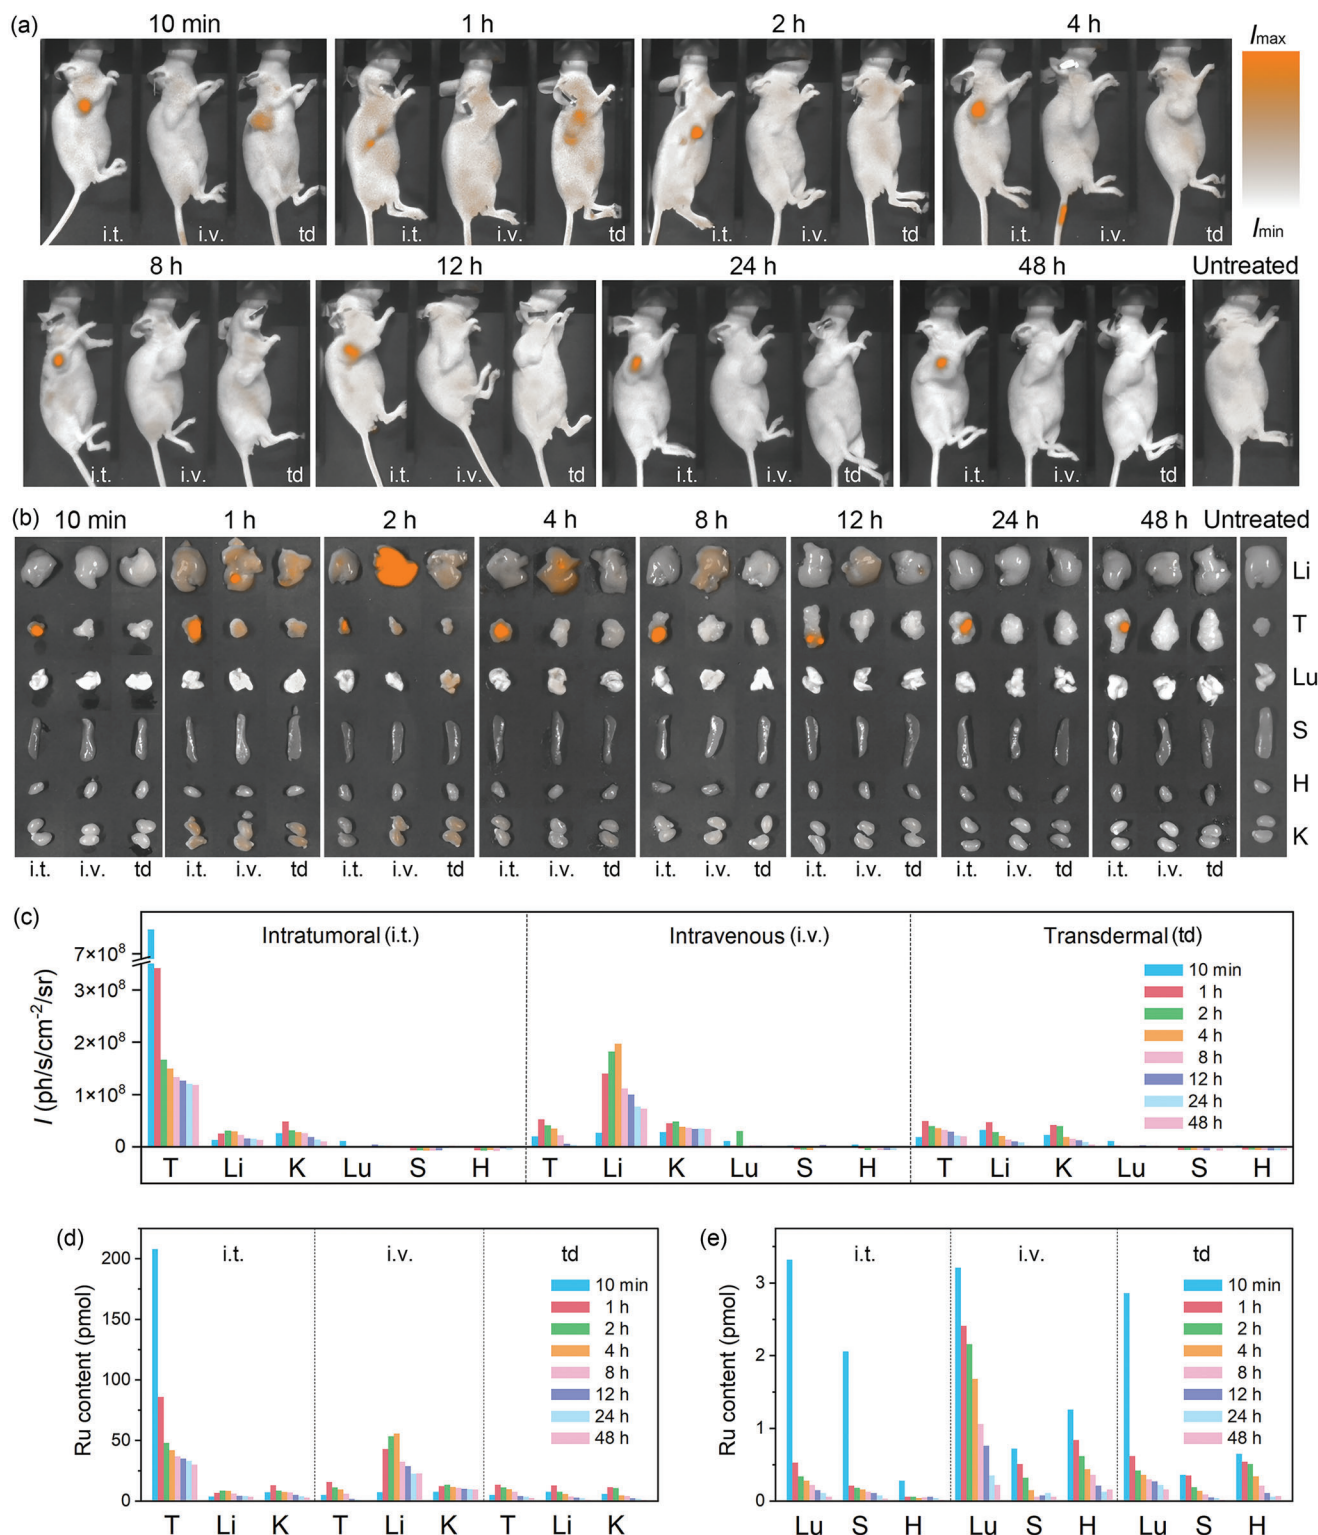 (a) 10 min 1 h 2 h 4 h
Imax
Imin
i.t. i.v. td i.t. i.v. td i.t. i.v. td i.t. i.v. td
8 h 12 h 24 h 48 h Untreated
i.t. i.v. td i.t. i.v. td i.t. i.v. td i.t. i.v. td
(b) 10 min 1 h 2 h 4 h 8 h 12 h 24 h 48 h Untreated
Li
T
Lu
S
H
K
i.t. i.v. td i.t. i.v. td i.t. i.v. td i.t. i.v. td i.t. i.v. td i.t. i.v. td i.t. i.v. td i.t. i.v. td
(c)
I (ph/s/cm⁻²/sr)
7×10⁸
3×10⁸
2×10⁸
1×10⁸
0
Intratumoral (i.t.) Intravenous (i.v.) Transdermal (td)
10 min
1 h
2 h
4 h
8 h
12 h
24 h
48 h
T Li K Lu S H T Li K Lu S H T Li K Lu S H
(d)
Ru content (pmol)
200
150
100
50
0
i.t. i.v. td
10 min
1 h
2 h
4 h
8 h
12 h
24 h
48 h
T Li K T Li K T Li K
(e)
Ru content (pmol)
3
2
1
0
i.t. i.v. td
10 min
1 h
2 h
4 h
8 h
12 h
24 h
48 h
Lu S H Lu S H Lu S H